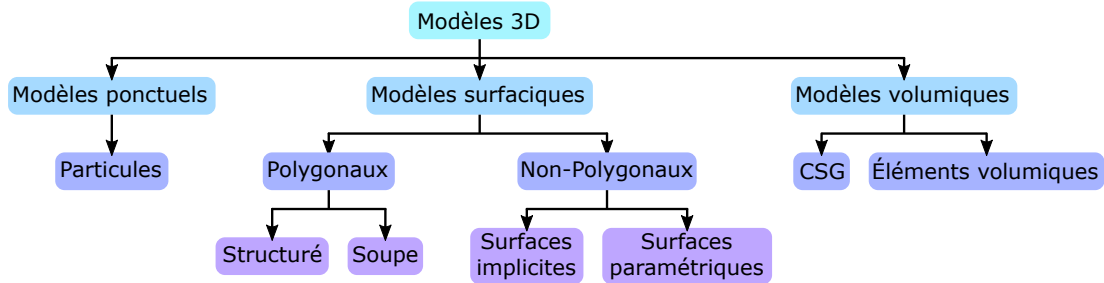 Modèles 3D
Modèles ponctuels
Modèles surfaciques
Modèles volumiques
Particules
Polygonaux
Non-Polygonaux
CSG
Éléments volumiques
Structuré
Soupe
Surfaces
implicites
Surfaces
paramétriques